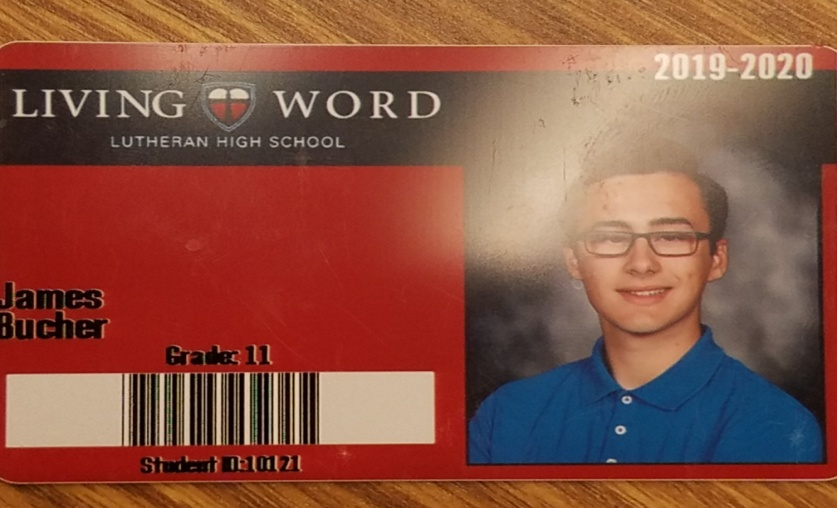 2019-2020
LIVING WORD
LUTHERAN HIGH SCHOOL
James
Bucher
Grade: 11
Student ID:10121